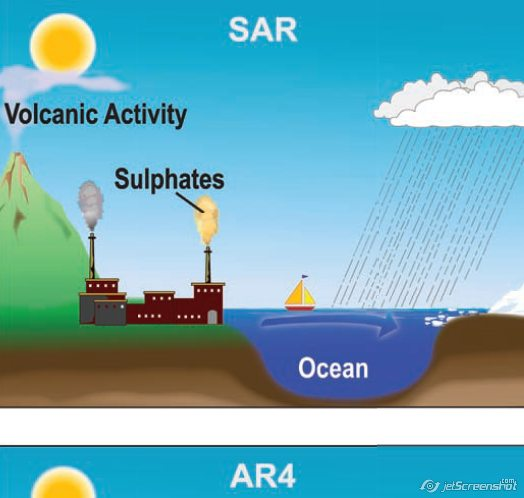 SAR
Volcanic Activity
Sulphates
Ocean
AR4
jetScreenshot
.com